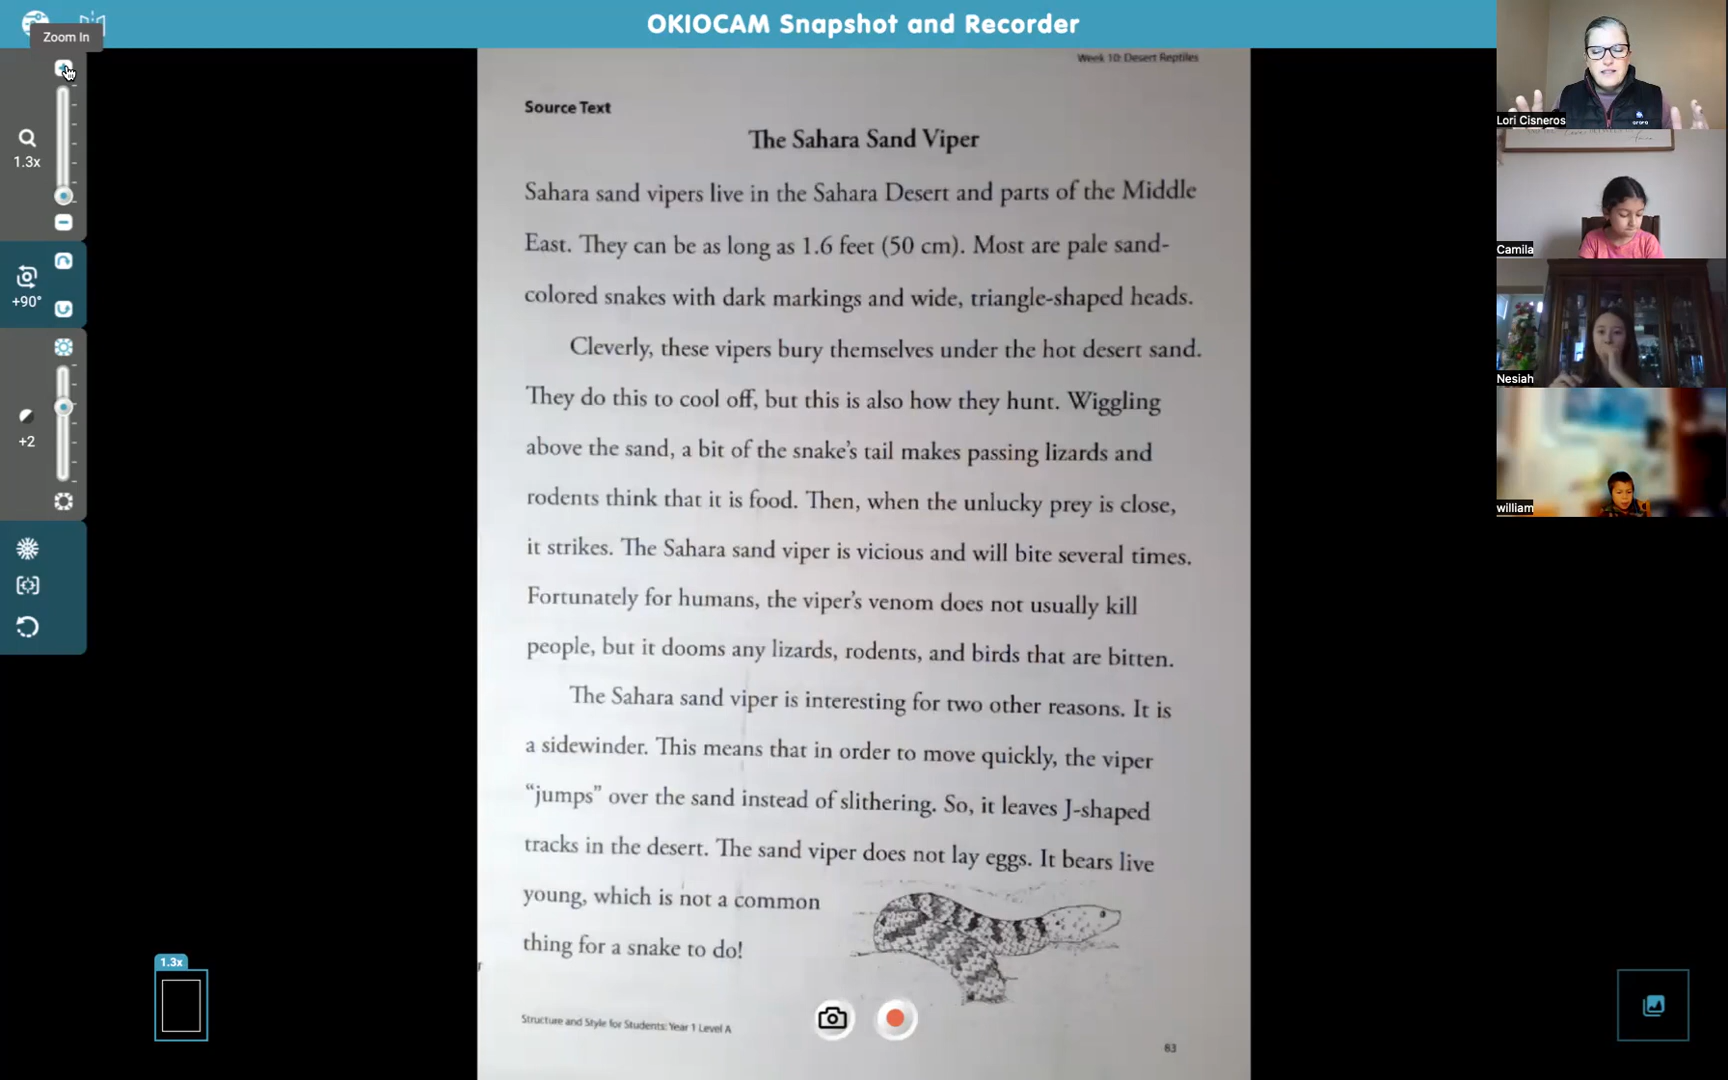 OKIOCAM Snapshot and Recorder
Zoom In
1.3x
+90°
+2
1.3x
Week 10: Desert Reptiles
Source Text
The Sahara Sand Viper
Sahara sand vipers live in the Sahara Desert and parts of the Middle
East. They can be as long as 1.6 feet (50 cm). Most are pale sand-
colored snakes with dark markings and wide, triangle-shaped heads.
Cleverly, these vipers bury themselves under the hot desert sand.
They do this to cool off, but this is also how they hunt. Wiggling
above the sand, a bit of the snake’s tail makes passing lizards and
rodents think that it is food. Then, when the unlucky prey is close,
it strikes. The Sahara sand viper is vicious and will bite several times.
Fortunately for humans, the viper’s venom does not usually kill
people, but it dooms any lizards, rodents, and birds that are bitten.
The Sahara sand viper is interesting for two other reasons. It is
a sidewinder. This means that in order to move quickly, the viper
“jumps” over the sand instead of slithering. So, it leaves J-shaped
tracks in the desert. The sand viper does not lay eggs. It bears live
young, which is not a common
thing for a snake to do!
Structure and Style for Students: Year 1 Level A
83
Lori Cisneros
Camila
Nesiah
william